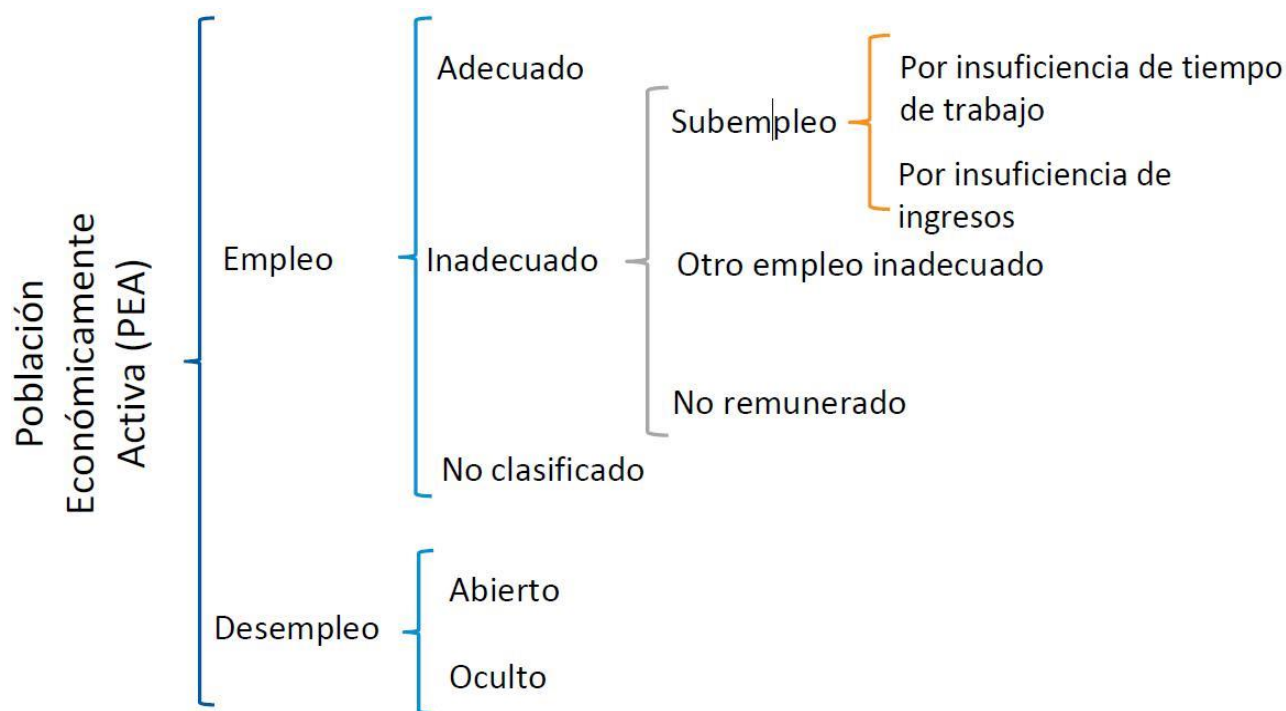 Población
Económicamente
Activa (PEA)
Empleo
Adecuado
Inadecuado
Subempleo
Por insuficiencia de tiempo
de trabajo
Por insuficiencia de
ingresos
Otro empleo inadecuado
No remunerado
No clasificado
Desempleo
Abierto
Oculto